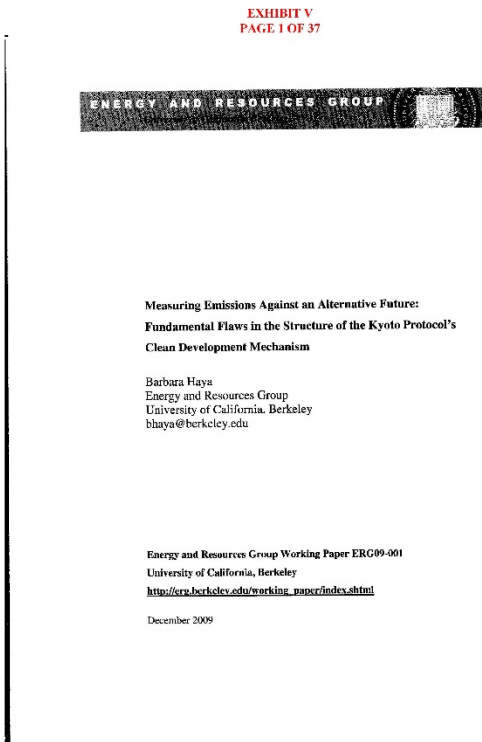 EXHIBIT V
PAGE 1 OF 37
ENERGY AND RESOURCES GROUP
Measuring Emissions Against an Alternative Future:
Fundamental Flaws in the Structure of the Kyoto Protocol's
Clean Development Mechanism
Barbara Haya
Energy and Resources Group
University of California, Berkeley
bhaya@berkeley.edu
Energy and Resources Group Working Paper ERG09-001
University of California, Berkeley
http://erg.berkeley.edu/working_paper/index.shtml
December 2009